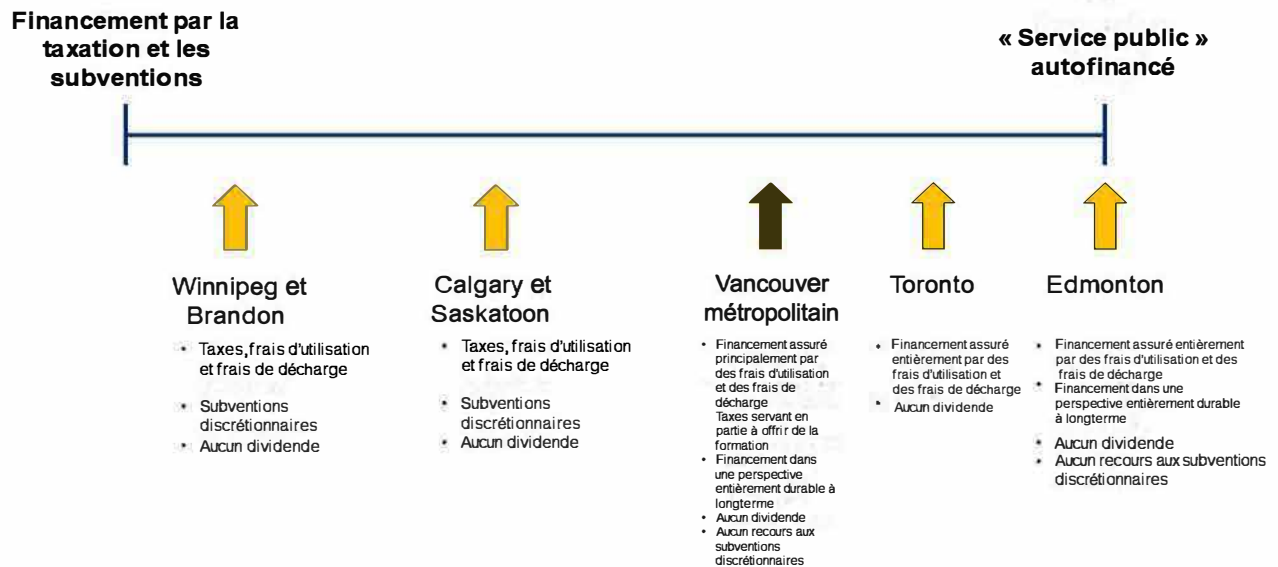 Financement par la
taxation et les
subventions
« Service public »
autofinancé
Winnipeg et
Brandon
• Taxes, frais d'utilisation
et frais de décharge
• Subventions
discrétionnaires
• Aucun dividende
Calgary et
Saskatoon
• Taxes, frais d'utilisation
et frais de décharge
• Subventions
discrétionnaires
• Aucun dividende
Vancouver
métropolitain
• Financement assuré
principalement par
des frais d'utilisation
et des frais de
décharge
Taxes servant en
partie à offrir de la
formation
• Financement dans
une perspective
entièrement durable à
longterme
• Aucun dividende
• Aucun recours aux
subventions
discrétionnaires
Toronto
• Financement assuré
entièrement par des
frais d'utilisation et
des frais de décharge
• Aucun dividende
Edmonton
• Financement assuré entièrement
par des frais d'utilisation et des
frais de décharge
• Financement dans une
perspective entièrement durable
à longterme
• Aucun dividende
• Aucun recours aux subventions
discrétionnaires